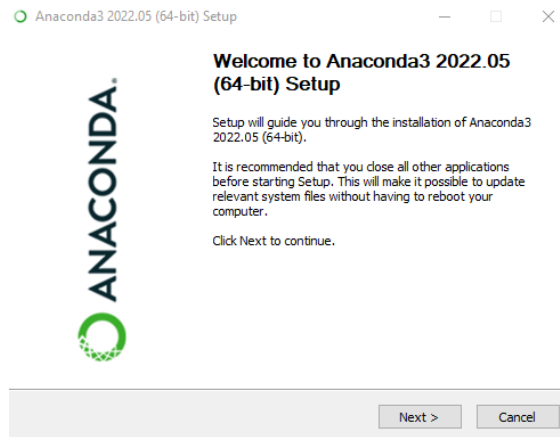 Anaconda3 2022.05 (64-bit) Setup
Welcome to Anaconda3 2022.05
(64-bit) Setup
Setup will guide you through the installation of Anaconda3
2022.05 (64-bit).
It is recommended that you close all other applications
before starting Setup. This will make it possible to update
relevant system files without having to reboot your
computer.
Click Next to continue.
ANACONDA.
Next >
Cancel